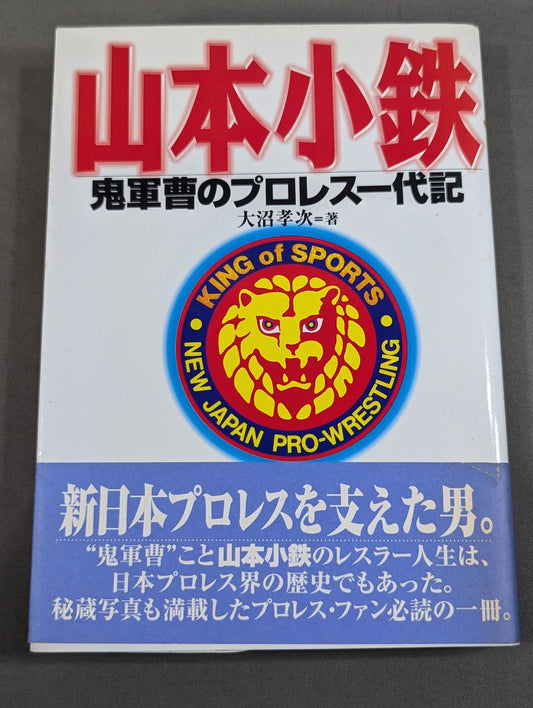 山本小鉄
鬼軍曹のプロレス一代記
大沼孝次=著
KING of SPORTS
• NEW JAPAN PRO-WRESTLING •
新日本プロレスを支えた男。
“鬼軍曹”こと山本小鉄のレスラー人生は、
日本プロレス界の歴史でもあった。
秘蔵写真も満載したプロレス・ファン必読の一冊。